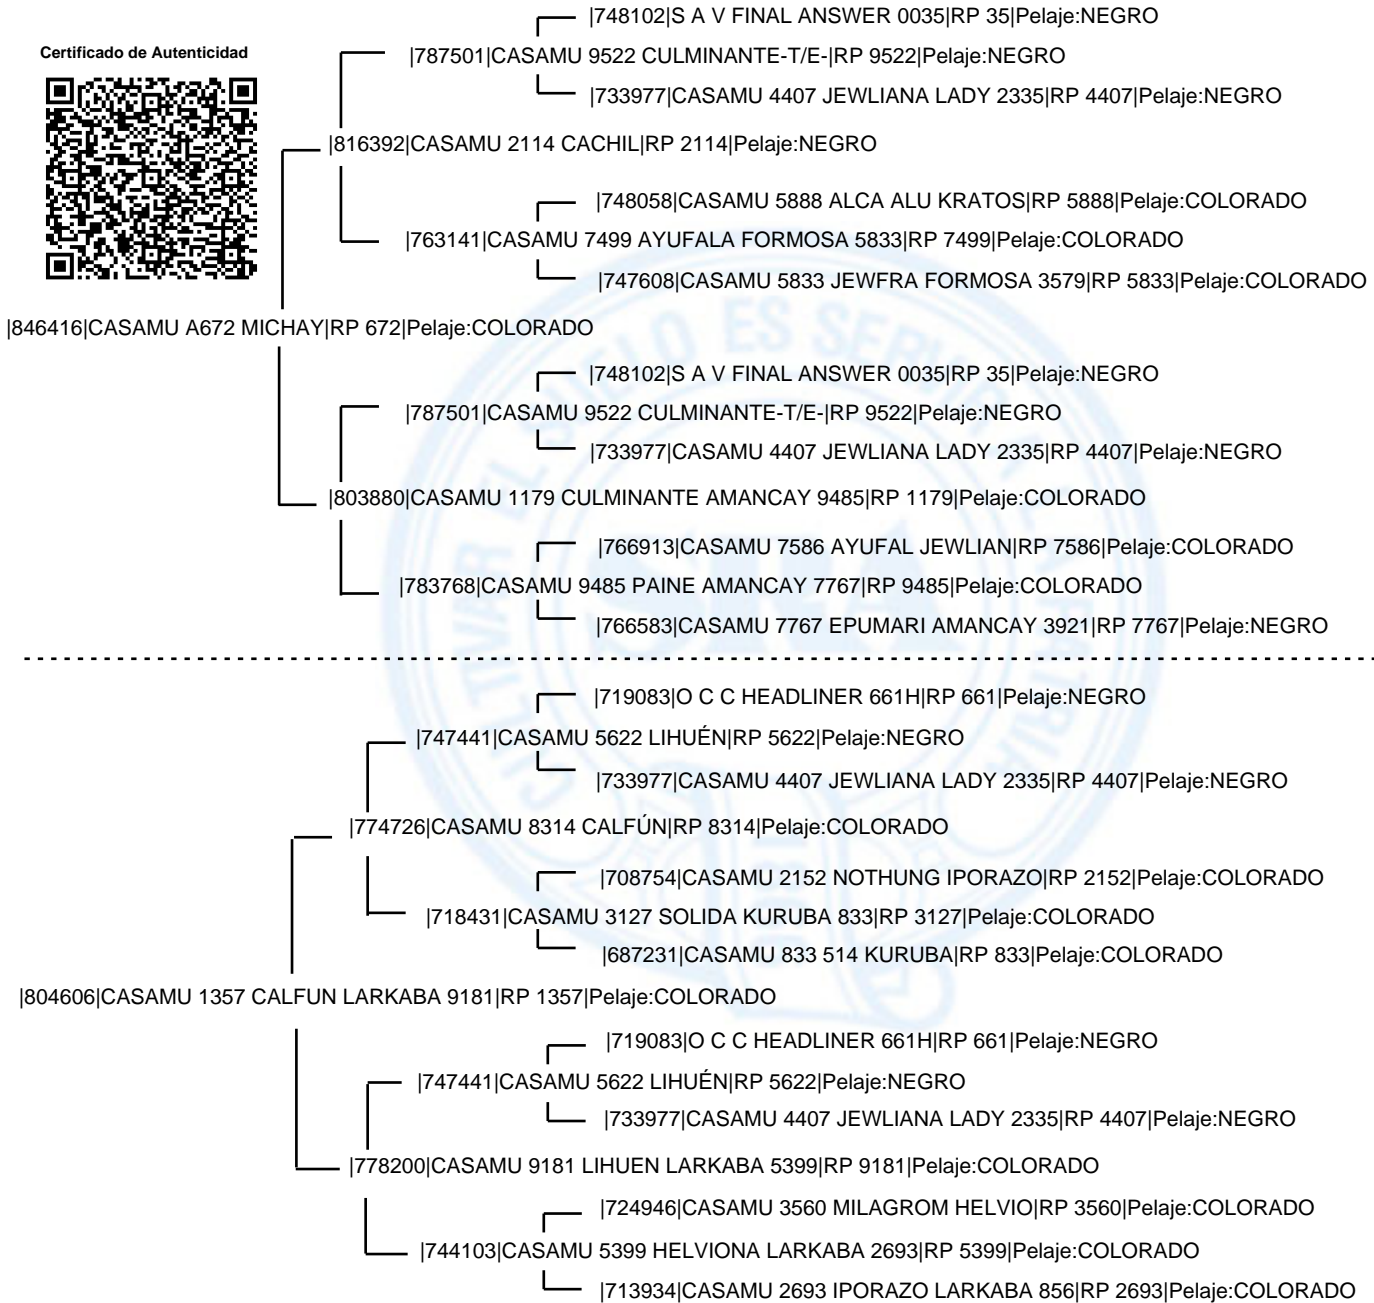 |748102|S A V FINAL ANSWER 0035|RP 35|Pelaje:NEGRO
Certificado de Autenticidad
|787501|CASAMU 9522 CULMINANTE-T/E-|RP 9522|Pelaje:NEGRO
|733977|CASAMU 4407 JEWLIANA LADY 2335|RP 4407|Pelaje:NEGRO
|816392|CASAMU 2114 CACHIL|RP 2114|Pelaje:NEGRO
|748058|CASAMU 5888 ALCA ALU KRATOS|RP 5888|Pelaje:COLORADO
|763141|CASAMU 7499 AYUFALA FORMOSA 5833|RP 7499|Pelaje:COLORADO
|747608|CASAMU 5833 JEWFRA FORMOSA 3579|RP 5833|Pelaje:COLORADO
|846416|CASAMU A672 MICHAY|RP 672|Pelaje:COLORADO
|748102|S A V FINAL ANSWER 0035|RP 35|Pelaje:NEGRO
|787501|CASAMU 9522 CULMINANTE-T/E-|RP 9522|Pelaje:NEGRO
|733977|CASAMU 4407 JEWLIANA LADY 2335|RP 4407|Pelaje:NEGRO
|803880|CASAMU 1179 CULMINANTE AMANCAY 9485|RP 1179|Pelaje:COLORADO
|766913|CASAMU 7586 AYUFAL JEWLIAN|RP 7586|Pelaje:COLORADO
|783768|CASAMU 9485 PAINE AMANCAY 7767|RP 9485|Pelaje:COLORADO
|766583|CASAMU 7767 EPUMARI AMANCAY 3921|RP 7767|Pelaje:NEGRO
|719083|O C C HEADLINER 661H|RP 661|Pelaje:NEGRO
|747441|CASAMU 5622 LIHUÉN|RP 5622|Pelaje:NEGRO
|733977|CASAMU 4407 JEWLIANA LADY 2335|RP 4407|Pelaje:NEGRO
|774726|CASAMU 8314 CALFÚN|RP 8314|Pelaje:COLORADO
|708754|CASAMU 2152 NOTHUNG IPORAZO|RP 2152|Pelaje:COLORADO
|718431|CASAMU 3127 SOLIDA KURUBA 833|RP 3127|Pelaje:COLORADO
|687231|CASAMU 833 514 KURUBA|RP 833|Pelaje:COLORADO
|804606|CASAMU 1357 CALFUN LARKABA 9181|RP 1357|Pelaje:COLORADO
|719083|O C C HEADLINER 661H|RP 661|Pelaje:NEGRO
|747441|CASAMU 5622 LIHUÉN|RP 5622|Pelaje:NEGRO
|733977|CASAMU 4407 JEWLIANA LADY 2335|RP 4407|Pelaje:NEGRO
|778200|CASAMU 9181 LIHUEN LARKABA 5399|RP 9181|Pelaje:COLORADO
|724946|CASAMU 3560 MILAGROM HELVIO|RP 3560|Pelaje:COLORADO
|744103|CASAMU 5399 HELVIONA LARKABA 2693|RP 5399|Pelaje:COLORADO
|713934|CASAMU 2693 IPORAZO LARKABA 856|RP 2693|Pelaje:COLORADO
CULTIVAR EL SUELO ES SERVIR A LA PATRIA
SRA